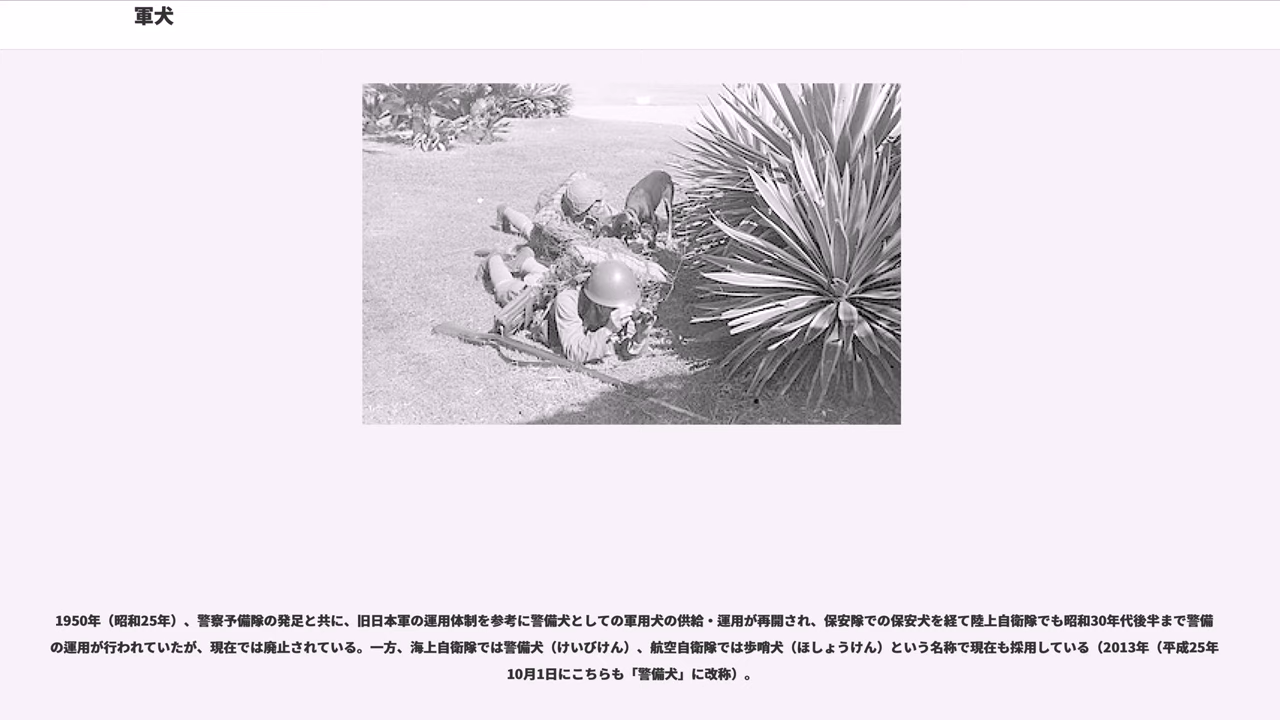 軍犬
1950年（昭和25年）、警察予備隊の発足と共に、旧日本軍の運用体制を参考に警備犬としての軍用犬の供給・運用が再開され、保安隊での保安犬を経て陸上自衛隊でも昭和30年代後半まで警備
の運用が行われていたが、現在では廃止されている。一方、海上自衛隊では警備犬（けいびけん）、航空自衛隊では歩哨犬（ほしょうけん）という名称で現在も採用している（2013年（平成25年
10月1日にこちらも「警備犬」に改称）。